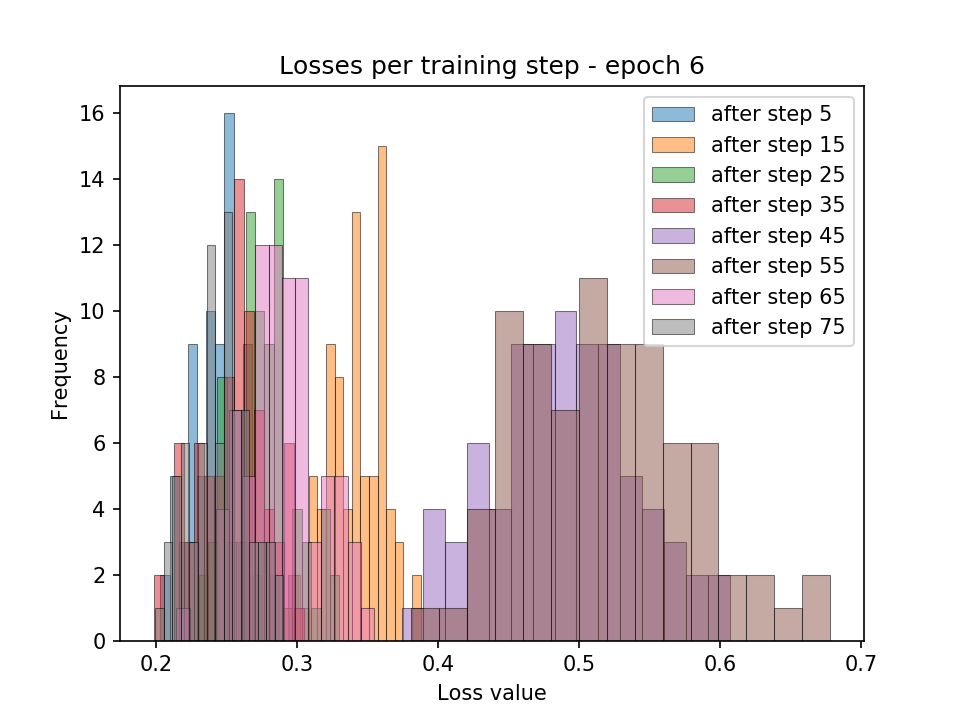 Losses per training step - epoch 6
after step 5
after step 15
after step 25
after step 35
after step 45
after step 55
after step 65
after step 75
Frequency
16
14
12
10
8
6
4
2
0
0.2 0.3 0.4 0.5 0.6 0.7
Loss value